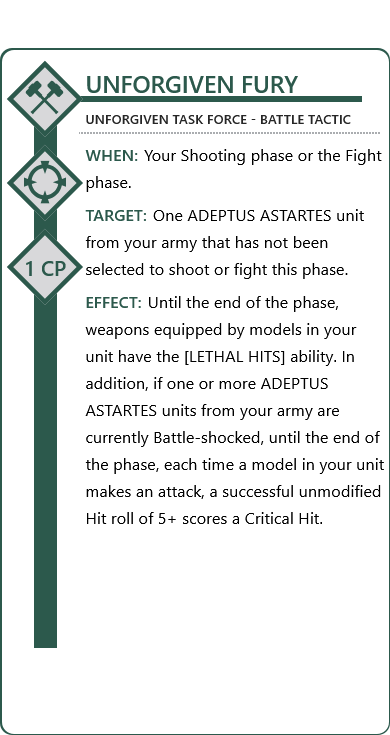 UNFORGIVEN FURY
UNFORGIVEN TASK FORCE - BATTLE TACTIC
WHEN: Your Shooting phase or the Fight
phase.
TARGET: One ADEPTUS ASTARTES unit
from your army that has not been
1 CP
selected to shoot or fight this phase.
EFFECT: Until the end of the phase,
weapons equipped by models in your
unit have the [LETHAL HITS] ability. In
addition, if one or more ADEPTUS
ASTARTES units from your army are
currently Battle-shocked, until the end of
the phase, each time a model in your unit
makes an attack, a successful unmodified
Hit roll of 5+ scores a Critical Hit.